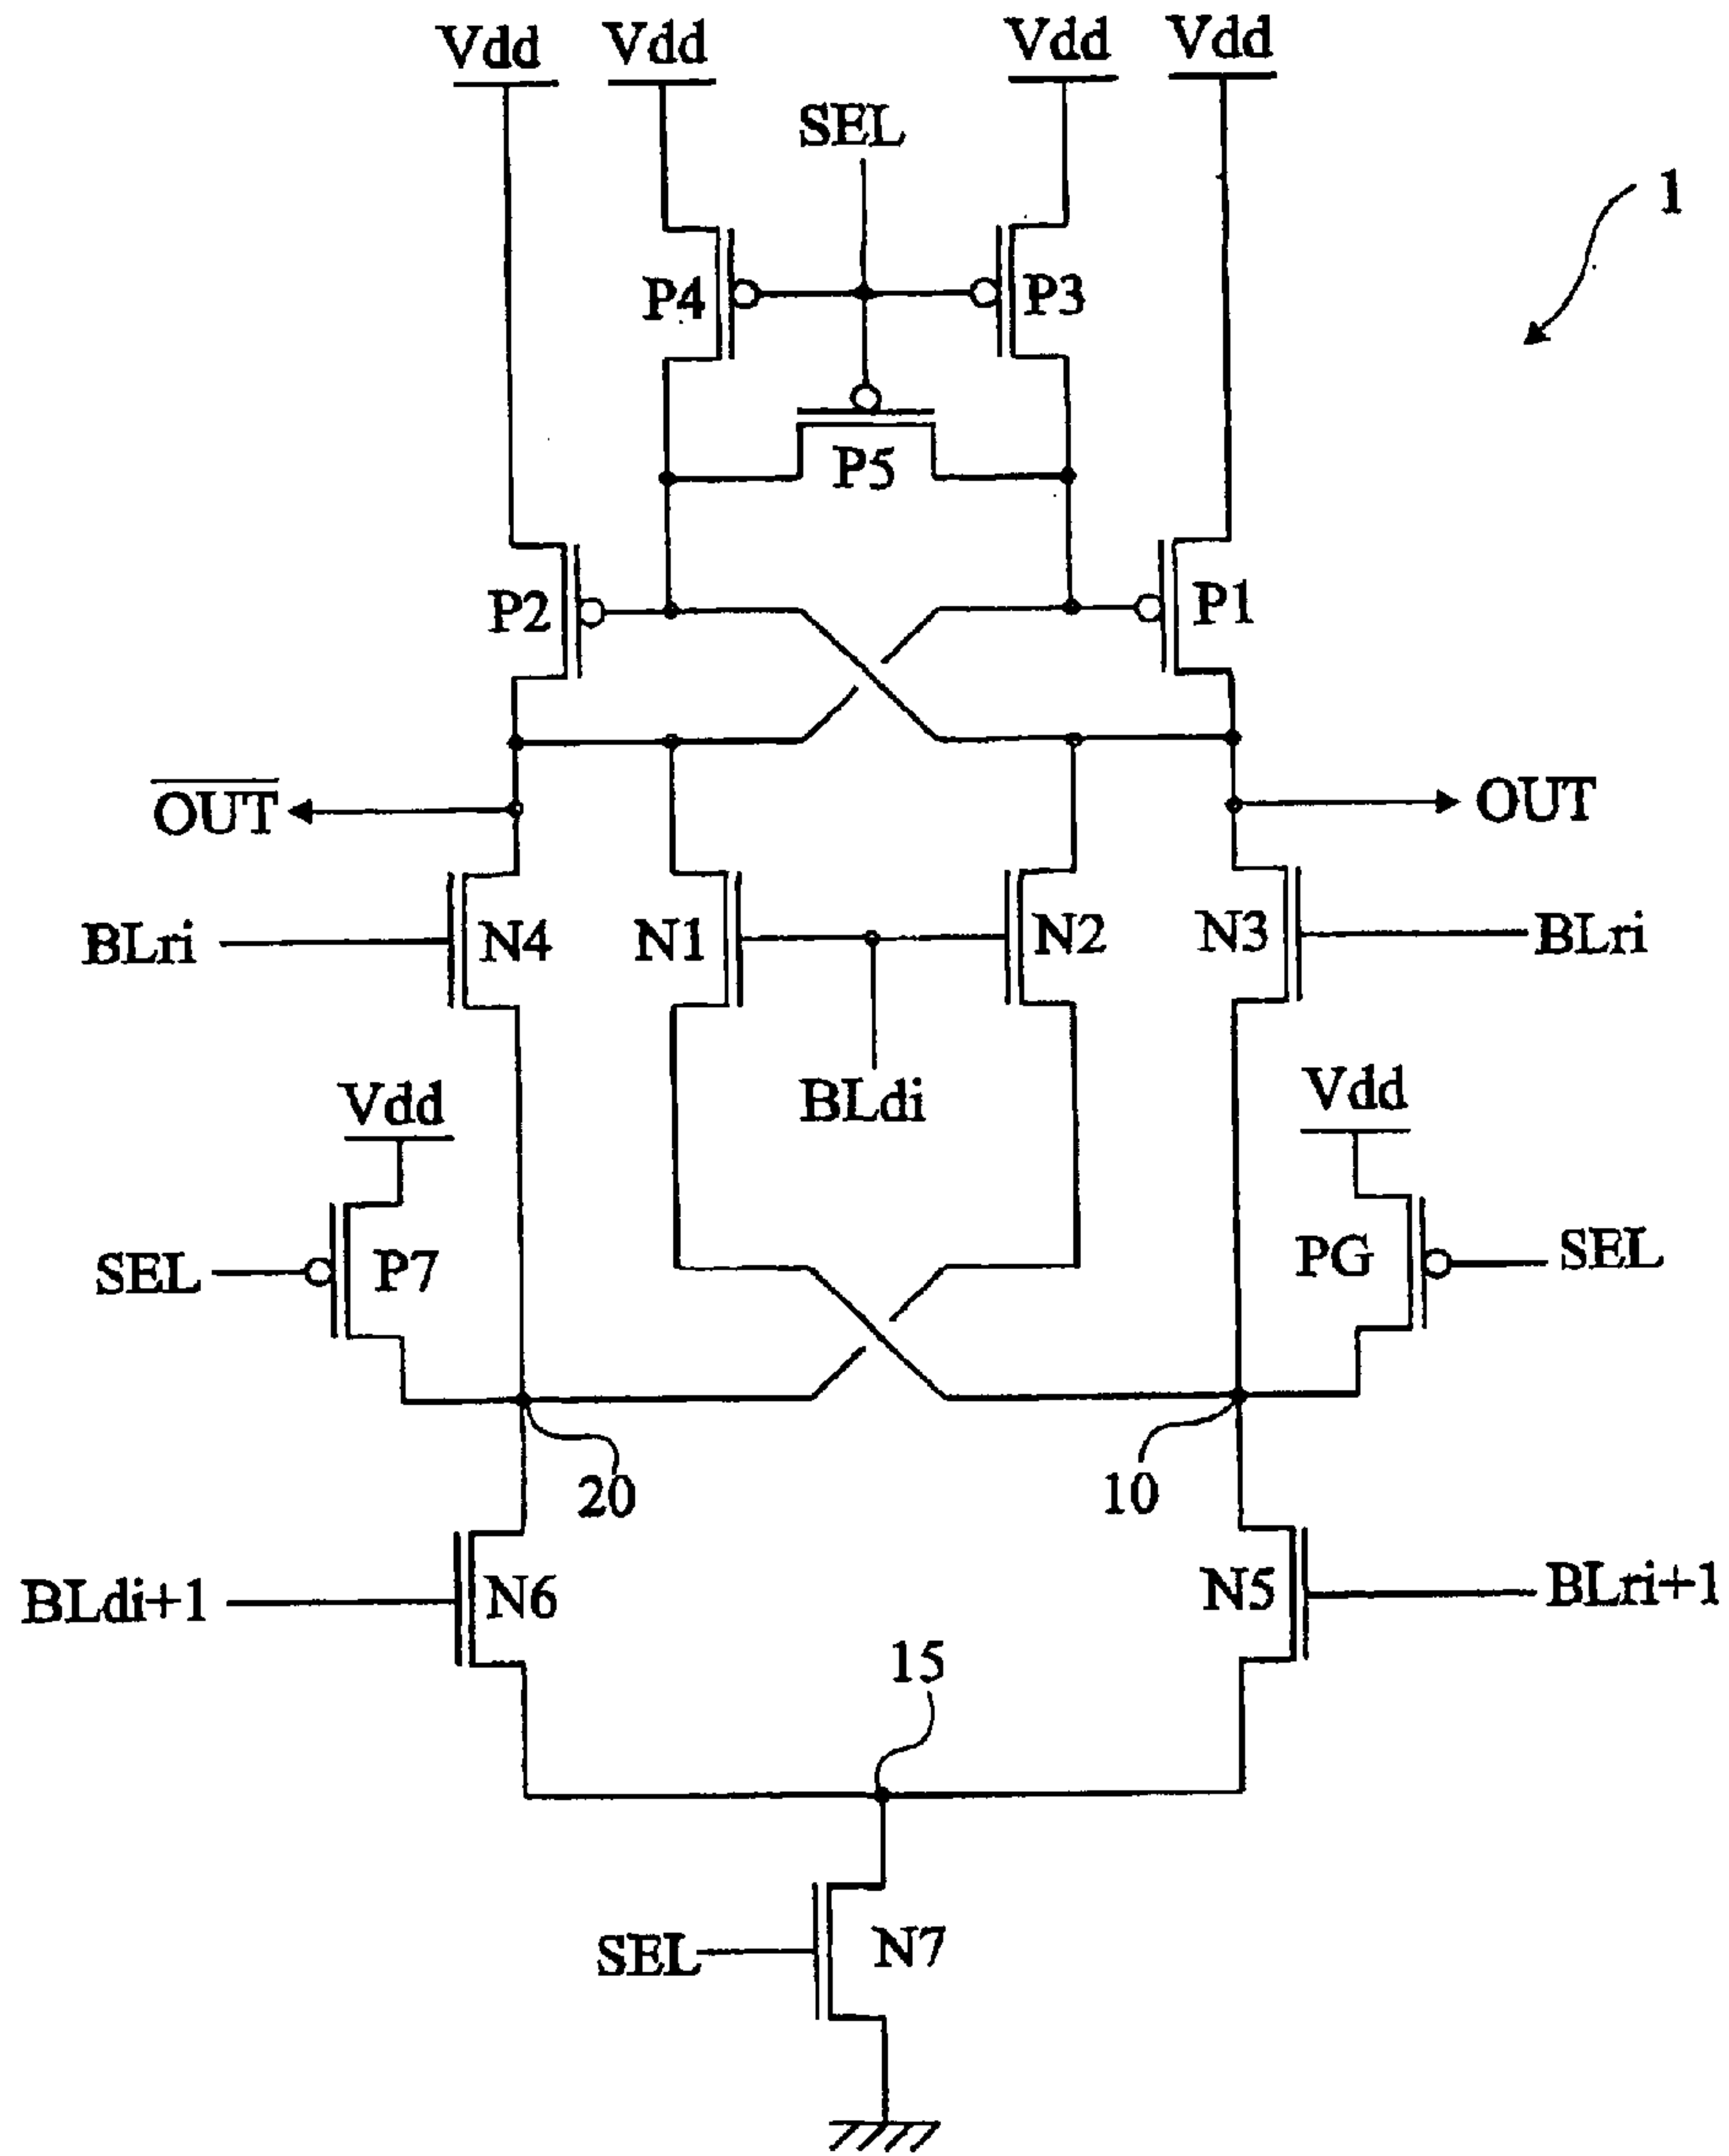 Vdd Vdd Vdd Vdd
SEL
1
P4 P3
P5
P2 P1
OUT OUT
BLri N4 N1 N2 N3 BLri
BLdi
Vdd Vdd
SEL P7 PG SEL
20 10
BLdi+1 N6 N5 BLri+1
15
SEL N7